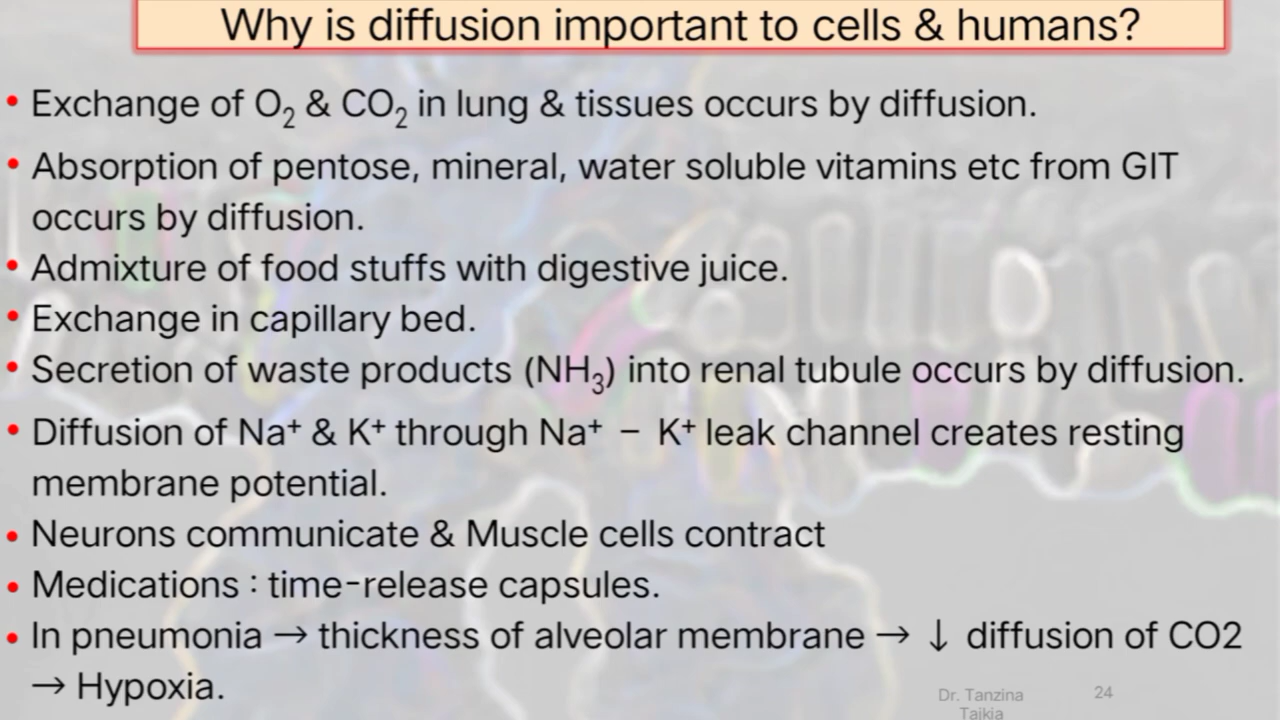 Why is diffusion important to cells & humans?
• Exchange of O₂ & CO₂ in lung & tissues occurs by diffusion.
• Absorption of pentose, mineral, water soluble vitamins etc from GIT
occurs by diffusion.
• Admixture of food stuffs with digestive juice.
• Exchange in capillary bed.
• Secretion of waste products (NH₃) into renal tubule occurs by diffusion.
• Diffusion of Na⁺ & K⁺ through Na⁺ – K⁺ leak channel creates resting
membrane potential.
• Neurons communicate & Muscle cells contract
• Medications : time-release capsules.
• In pneumonia → thickness of alveolar membrane → ↓ diffusion of CO2
→ Hypoxia.
Dr. Tanzina
Taikia
24